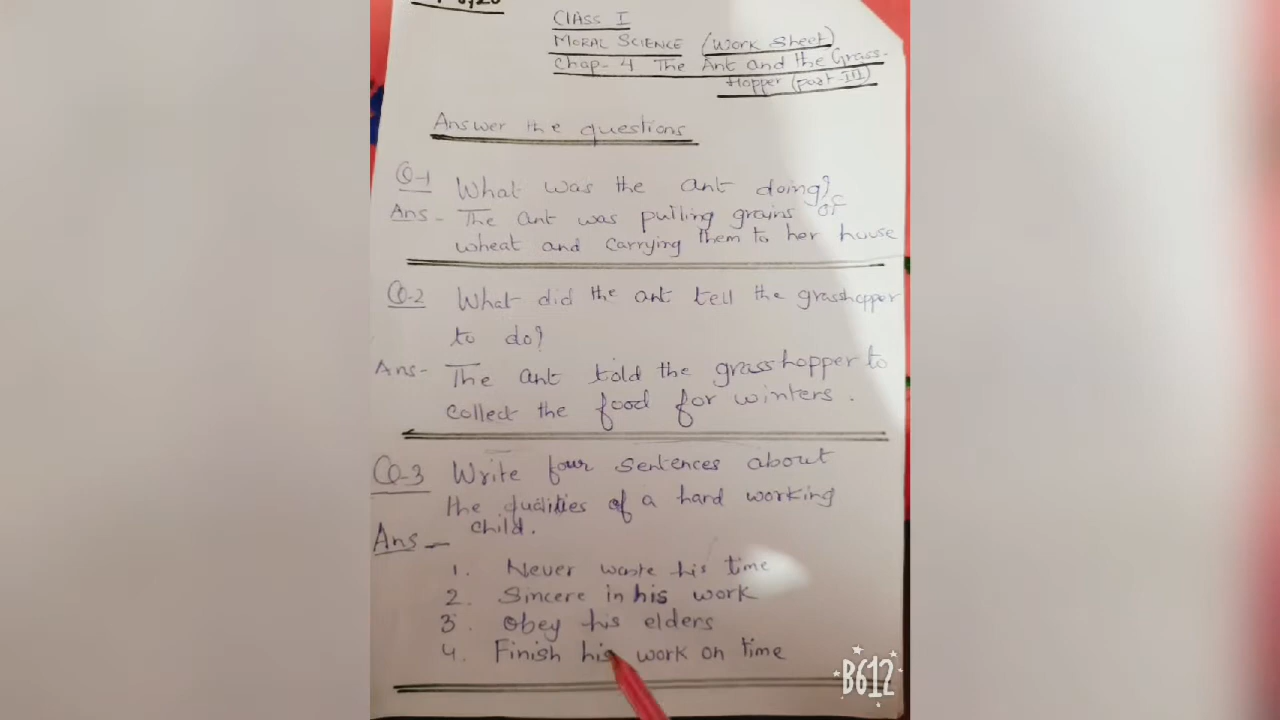 Class I
Moral Science (Work Sheet)
Chap- 4 The Ant and the Grass-
Hopper (part-III)
Answer the questions
Q-1 What was the ant doing?
Ans- The ant was pulling grains of
wheat and carrying them to her house
Q-2 What did the ant tell the grasshopper
to do?
Ans- The ant told the grasshopper to
collect the food for winters.
Q-3 Write four sentences about
the qualities of a hard working
child.
Ans-
1. Never waste his time
2. Sincere in his work
3. Obey his elders
4. Finish his work on time
B612